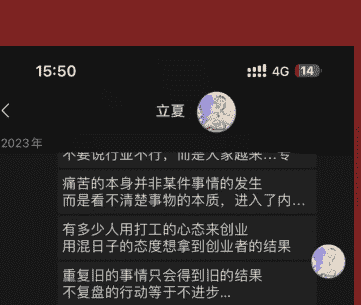 15:50
4G
14
立夏
2023年
不要说行业不行，而是大家越来…专
痛苦的本身并非某件事情的发生
而是看不清楚事物的本质，进入了内…
有多少人用打工的心态来创业
用混日子的态度想拿到创业者的结果
重复旧的事情只会得到旧的结果
不复盘的行动等于不进步…